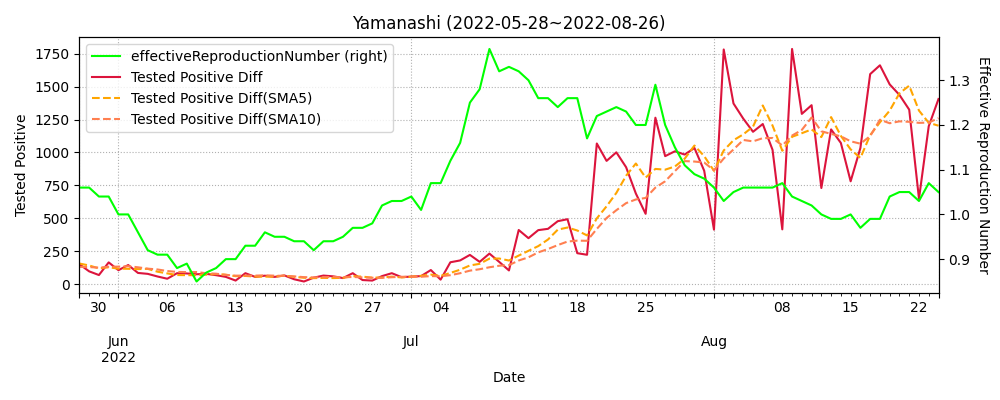 Yamanashi (2022-05-28~2022-08-26)
effectiveReproductionNumber (right)
Tested Positive Diff
Tested Positive Diff(SMA5)
Tested Positive Diff(SMA10)
Tested Positive
1750
1500
1250
1000
750
500
250
0
Effective Reproduction Number
1.3
1.2
1.1
1.0
0.9
30 06 13 20 27 04 11 18 25 08 15 22
Jun Jul Aug
2022
Date